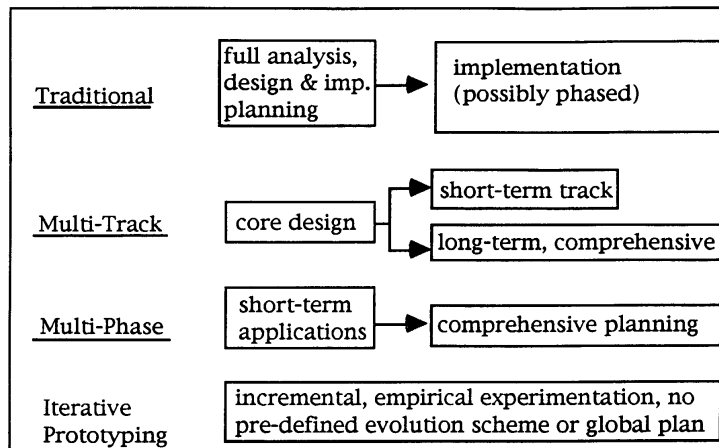 Traditional
full analysis,
design & imp.
planning
implementation
(possibly phased)
Multi-Track
core design
short-term track
long-term, comprehensive
Multi-Phase
short-term
applications
comprehensive planning
Iterative
Prototyping
incremental, empirical experimentation, no
pre-defined evolution scheme or global plan